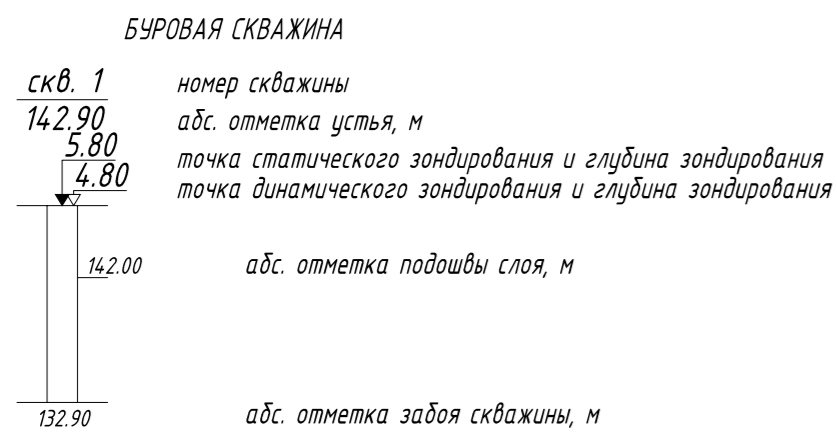 БУРОВАЯ СКВАЖИНА
скв. 1 номер скважины
142.90 абс. отметка устья, м
5.80 точка статического зондирования и глубина зондирования
4.80 точка динамического зондирования и глубина зондирования
142.00 абс. отметка подошвы слоя, м
132.90 абс. отметка забоя скважины, м